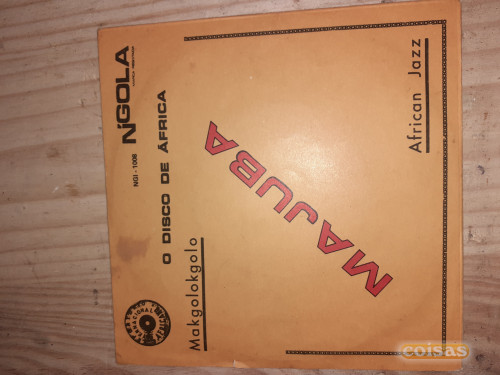 NGI - 1008
N'GOLA
O DISCO DE ÁFRICA
African Jazz
MAJUBA
Makgolokgolo
coisas